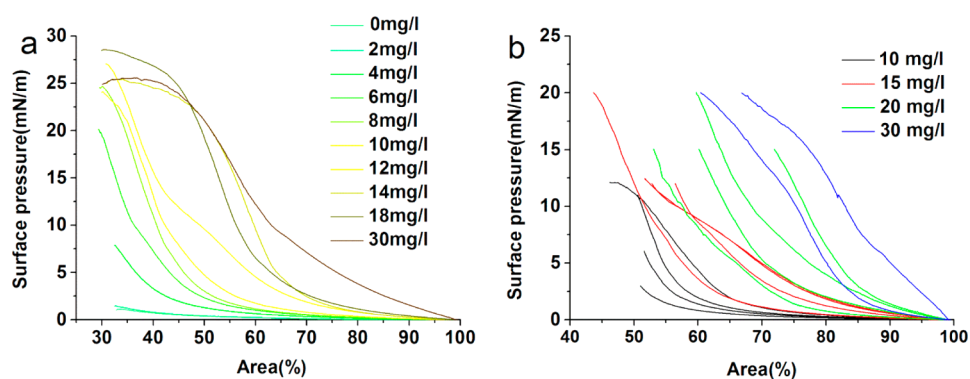 a
30
25
20
15
10
5
0
Surface pressure(mN/m)
30 40 50 60 70 80 90 100
Area(%)
0mg/l
2mg/l
4mg/l
6mg/l
8mg/l
10mg/l
12mg/l
14mg/l
18mg/l
30mg/l
b
25
20
15
10
5
0
Surface pressure(mN/m)
40 50 60 70 80 90 100
Area(%)
10 mg/l
15 mg/l
20 mg/l
30 mg/l